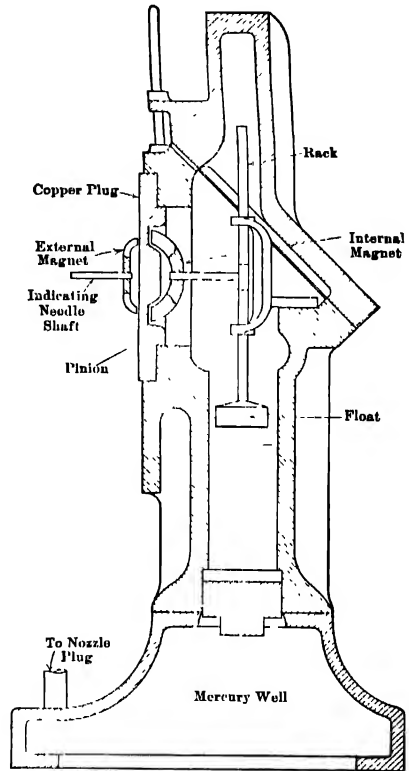 Rack
Copper Plug
External
Magnet
Internal
Magnet
Indicating
Needle
Shaft
Pinion
Float
To Nozzle
Plug
Mercury Well